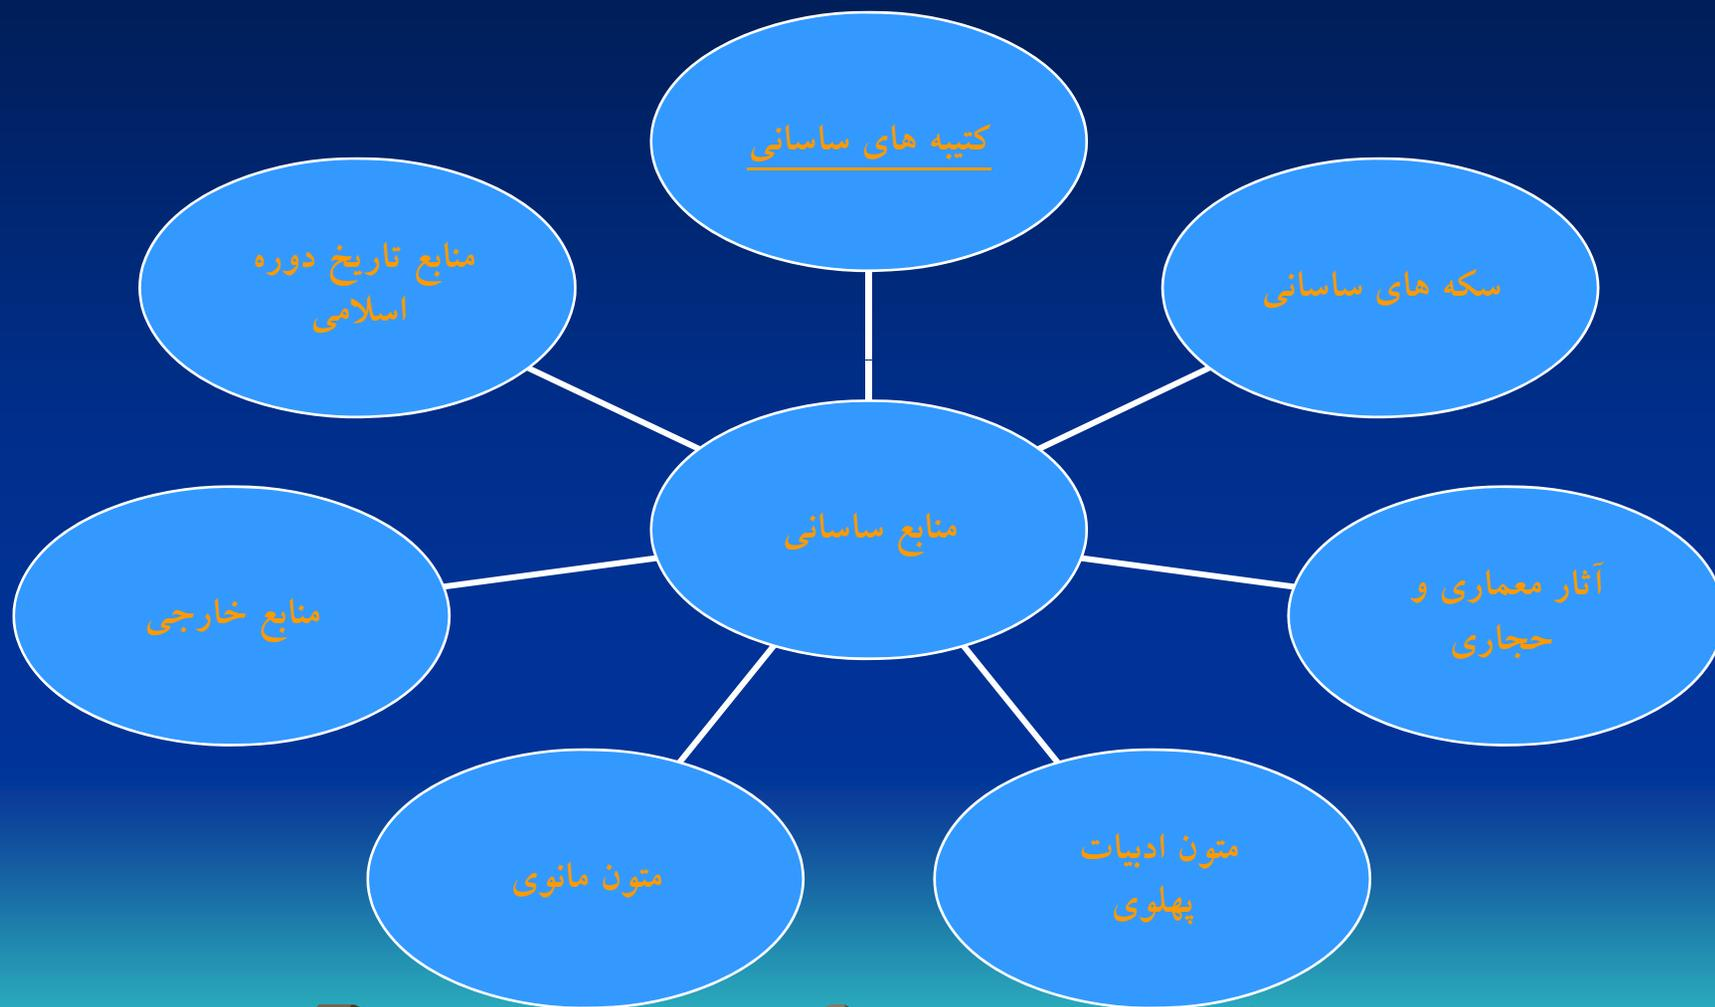 کتیبه های ساسانی
سکه های ساسانی
منابع تاریخ دوره
اسلامی
منابع ساسانی
آثار معماری و
حجاری
منابع خارجی
متون ادبیات
پهلوی
متون مانوی